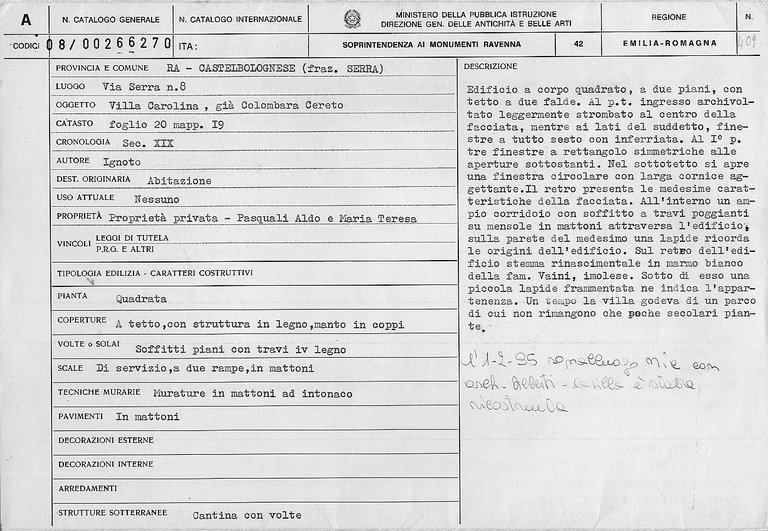 A
N. CATALOGO GENERALE
N. CATALOGO INTERNAZIONALE
MINISTERO DELLA PUBBLICA ISTRUZIONE
DIREZIONE GEN. DELLE ANTICHITÀ E BELLE ARTI
REGIONE
N.
CODICI
08/00266270
ITA:
SOPRINTENDENZA AI MONUMENTI RAVENNA
42
EMILIA-ROMAGNA
409
PROVINCIA E COMUNE RA - CASTELBOLOGNESE (fraz. SERRA)
LUOGO Via Serra n.8
OGGETTO Villa Carolina , già Colombara Cereto
CATASTO foglio 20 mapp. I9
CRONOLOGIA Sec. XIX
AUTORE Ignoto
DEST. ORIGINARIA Abitazione
USO ATTUALE Nessuno
PROPRIETÀ Proprietà privata - Pasquali Aldo e Maria Teresa
VINCOLI LEGGI DI TUTELA
P.R.G. E ALTRI
TIPOLOGIA EDILIZIA - CARATTERI COSTRUTTIVI
PIANTA Quadrata
COPERTURE A tetto,con struttura in legno,manto in coppi
VOLTE o SOLAI Soffitti piani con travi iv legno
SCALE Di servizio,a due rampe,in mattoni
TECNICHE MURARIE Murature in mattoni ad intonaco
PAVIMENTI In mattoni
DECORAZIONI ESTERNE
DECORAZIONI INTERNE
ARREDAMENTI
STRUTTURE SOTTERRANEE Cantina con volte
DESCRIZIONE
Edificio a corpo quadrato, a due piani, con
tetto a due falde. Al p.t. ingresso archivol-
tato leggermente strombato al centro della
facciata, mentre ai lati del suddetto, fine-
stre a tutto sesto con inferriata. Al I° p.
tre finestre a rettangolo simmetriche alle
aperture sottostanti. Nel sottotetto si apre
una finestra circolare con larga cornice ag-
gettante.Il retro presenta le medesime carat-
teristiche della facciata. All'interno un am-
pio corridoio con soffitto a travi poggianti
su mensole in mattoni attraversa l'edificio,
sulla parete del medesimo una lapide ricorda
le origini dell'edificio. Sul retro dell'edi-
ficio stemma rinascimentale in marmo bianco
della fam. Vaini, imolese. Sotto di esso una
piccola lapide frammentata ne indica l'appar-
tenenza. Un tempo la villa godeva di un parco
di cui non rimangono che poche secolari pian-
te.
l'1-2-95 sopralluogo mio con
arch. - la villa è stata
ricostruita